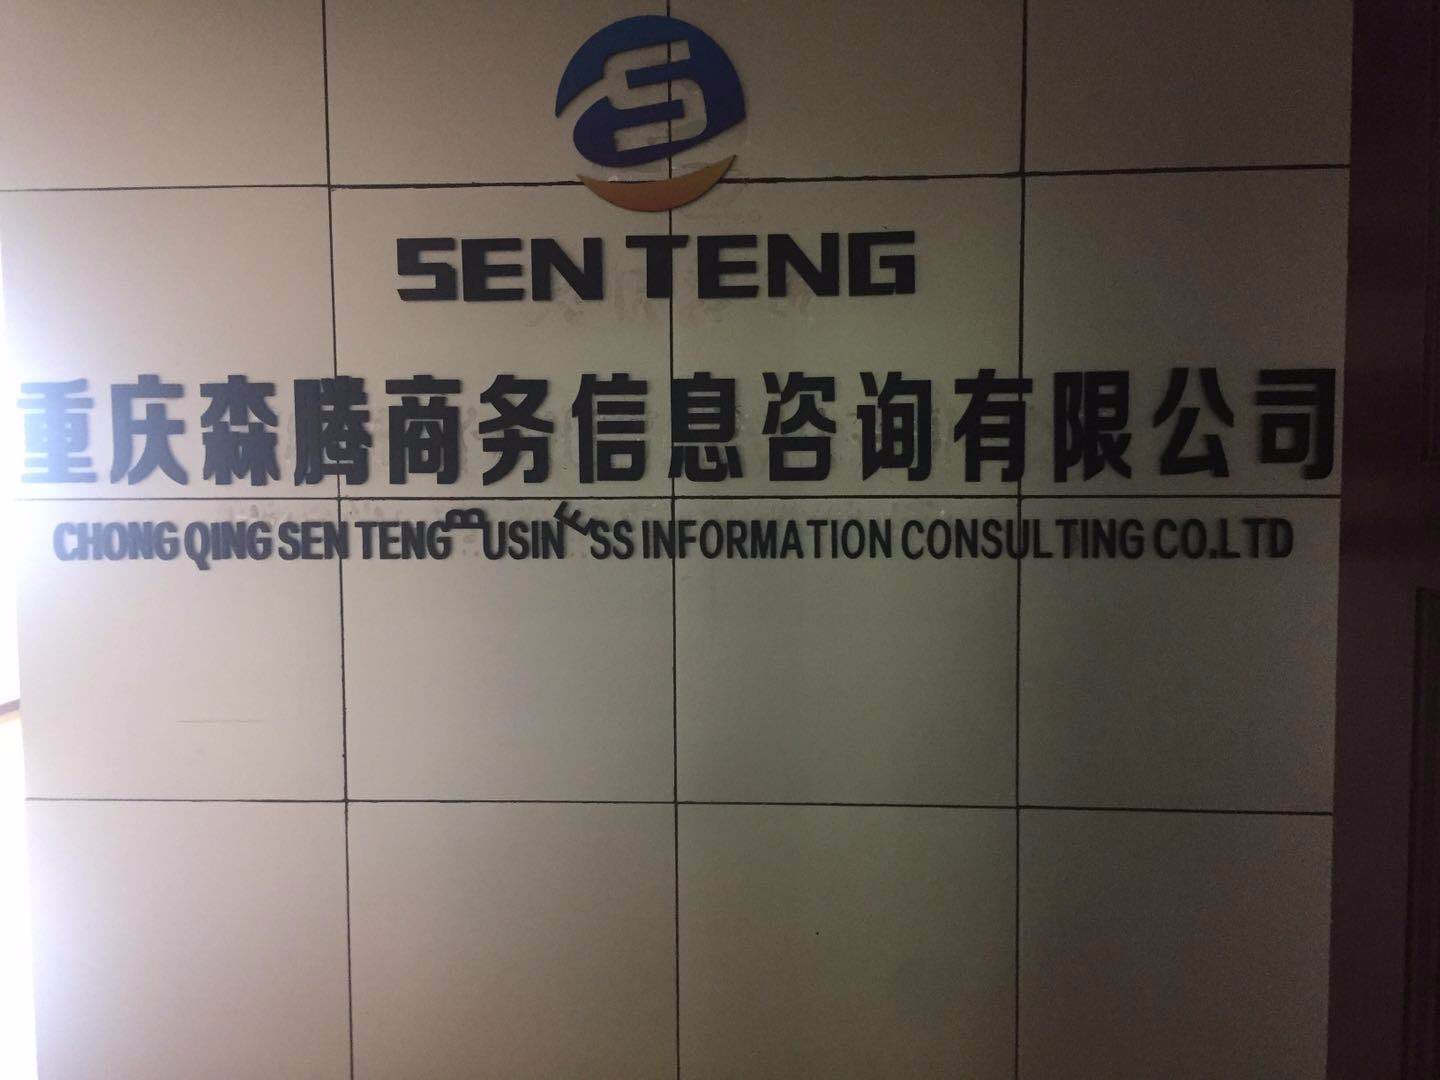 SEN TENG
重庆森腾商务信息咨询有限公司
CHONG QING SEN TENG BUSINESS INFORMATION CONSULTING CO.LTD